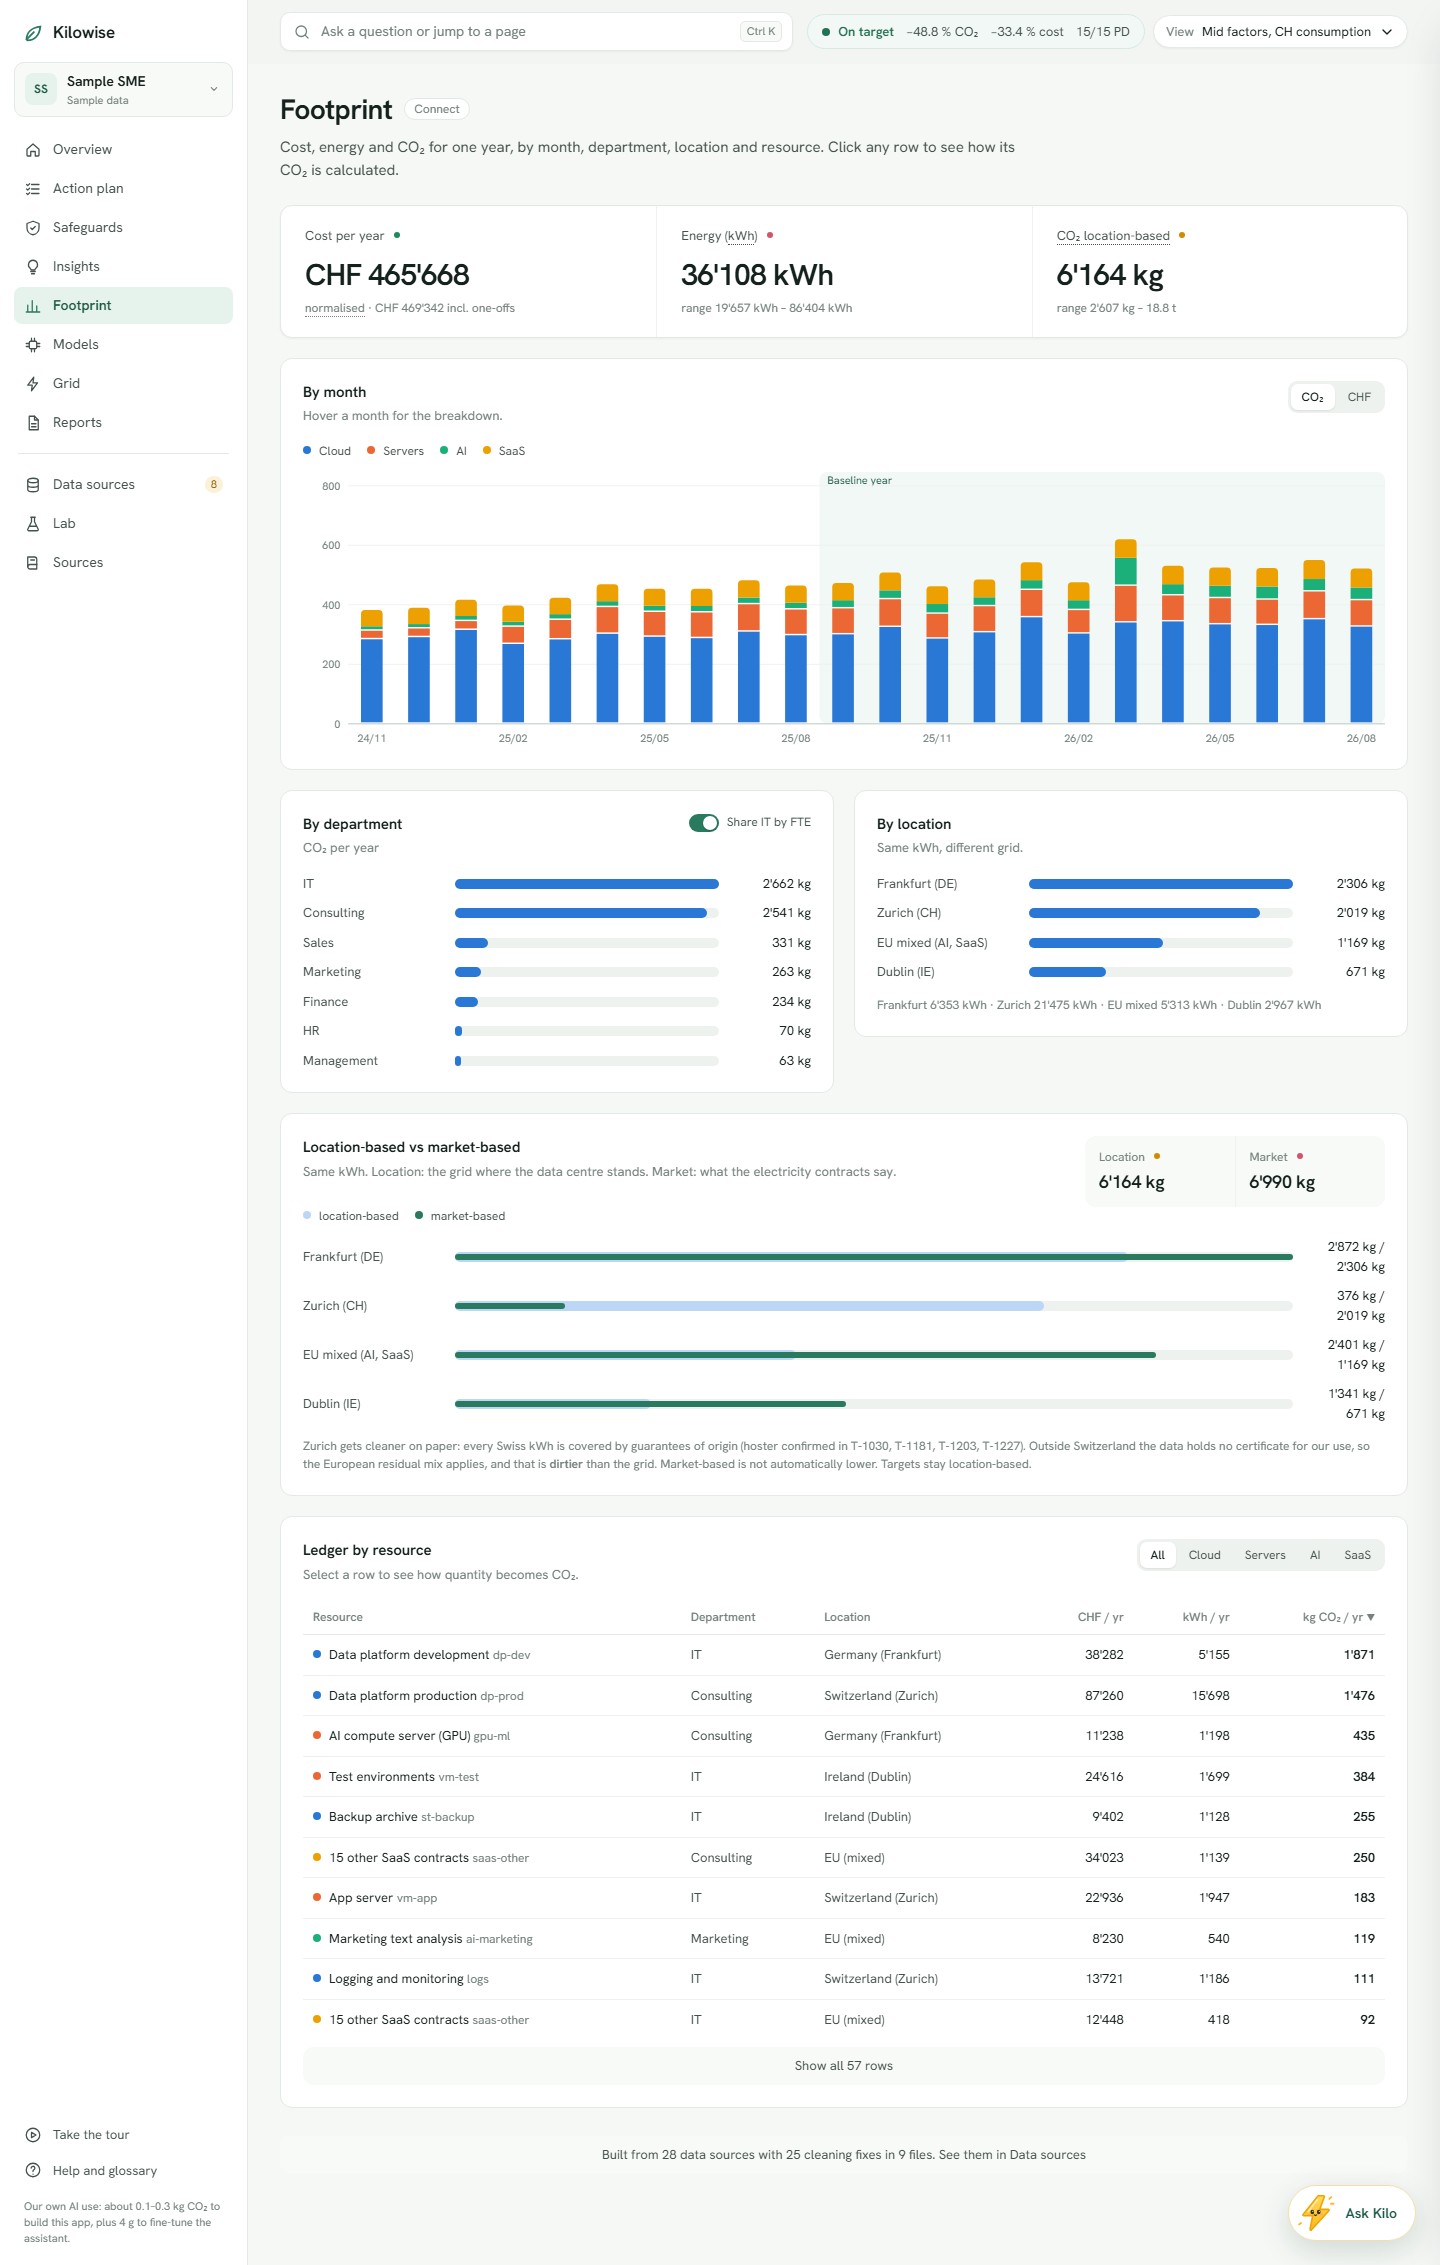 Kilowise
SS
Sample SME
Sample data
Overview
Action plan
Safeguards
Insights
Footprint
Models
Grid
Reports
Data sources
8
Lab
Sources
Take the tour
Help and glossary
Our own AI use: about 0.1–0.3 kg CO₂ to
build this app, plus 4 g to fine-tune the
assistant.
Ask a question or jump to a page
Ctrl K
On target −48.8 % CO₂ −33.4 % cost 15/15 PD
View Mid factors, CH consumption
Footprint
Connect
Cost, energy and CO₂ for one year, by month, department, location and resource. Click any row to see how its
CO₂ is calculated.
Cost per year
CHF 465'668
normalised · CHF 469'342 incl. one-offs
Energy (kWh)
36'108 kWh
range 19'657 kWh – 86'404 kWh
CO₂ location-based
6'164 kg
range 2'607 kg – 18.8 t
By month
Hover a month for the breakdown.
CO₂ CHF
Cloud Servers AI SaaS
Baseline year
800
600
400
200
0
24/11 25/02 25/05 25/08 25/11 26/02 26/05 26/08
By department
CO₂ per year
Share IT by FTE
IT 2'662 kg
Consulting 2'541 kg
Sales 331 kg
Marketing 263 kg
Finance 234 kg
HR 70 kg
Management 63 kg
By location
Same kWh, different grid.
Frankfurt (DE) 2'306 kg
Zurich (CH) 2'019 kg
EU mixed (AI, SaaS) 1'169 kg
Dublin (IE) 671 kg
Frankfurt 6'353 kWh · Zurich 21'475 kWh · EU mixed 5'313 kWh · Dublin 2'967 kWh
Location-based vs market-based
Same kWh. Location: the grid where the data centre stands. Market: what the electricity contracts say.
Location
6'164 kg
Market
6'990 kg
location-based market-based
Frankfurt (DE)
2'872 kg /
2'306 kg
Zurich (CH)
376 kg /
2'019 kg
EU mixed (AI, SaaS)
2'401 kg /
1'169 kg
Dublin (IE)
1'341 kg /
671 kg
Zurich gets cleaner on paper: every Swiss kWh is covered by guarantees of origin (hoster confirmed in T-1030, T-1181, T-1203, T-1227). Outside Switzerland the data holds no certificate for our use, so
the European residual mix applies, and that is dirtier than the grid. Market-based is not automatically lower. Targets stay location-based.
Ledger by resource
Select a row to see how quantity becomes CO₂.
All Cloud Servers AI SaaS
Resource Department Location CHF / yr kWh / yr kg CO₂ / yr ▼
Data platform development dp-dev IT Germany (Frankfurt) 38'282 5'155 1'871
Data platform production dp-prod Consulting Switzerland (Zurich) 87'260 15'698 1'476
AI compute server (GPU) gpu-ml Consulting Germany (Frankfurt) 11'238 1'198 435
Test environments vm-test IT Ireland (Dublin) 24'616 1'699 384
Backup archive st-backup IT Ireland (Dublin) 9'402 1'128 255
15 other SaaS contracts saas-other Consulting EU (mixed) 34'023 1'139 250
App server vm-app IT Switzerland (Zurich) 22'936 1'947 183
Marketing text analysis ai-marketing Marketing EU (mixed) 8'230 540 119
Logging and monitoring logs IT Switzerland (Zurich) 13'721 1'186 111
15 other SaaS contracts saas-other IT EU (mixed) 12'448 418 92
Show all 57 rows
Built from 28 data sources with 25 cleaning fixes in 9 files. See them in Data sources
Ask Kilo